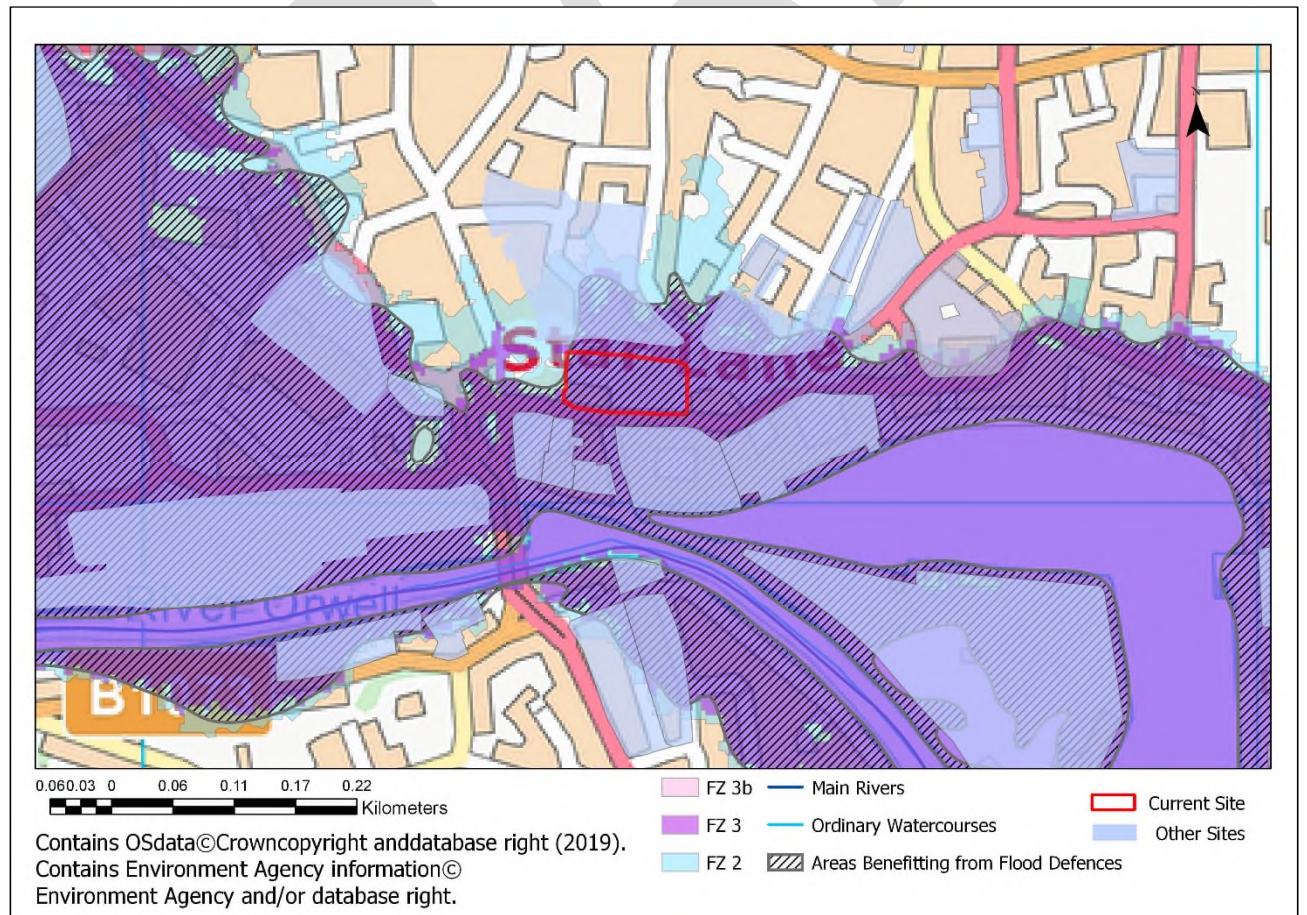 N
Star Lane
River Orwell
0.060.03 0 0.06 0.11 0.17 0.22
Kilometers
Contains OSdata©Crowncopyright anddatabase right (2019).
Contains Environment Agency information©
Environment Agency and/or database right.
FZ 3b
FZ 3
FZ 2
Main Rivers
Ordinary Watercourses
Areas Benefitting from Flood Defences
Current Site
Other Sites